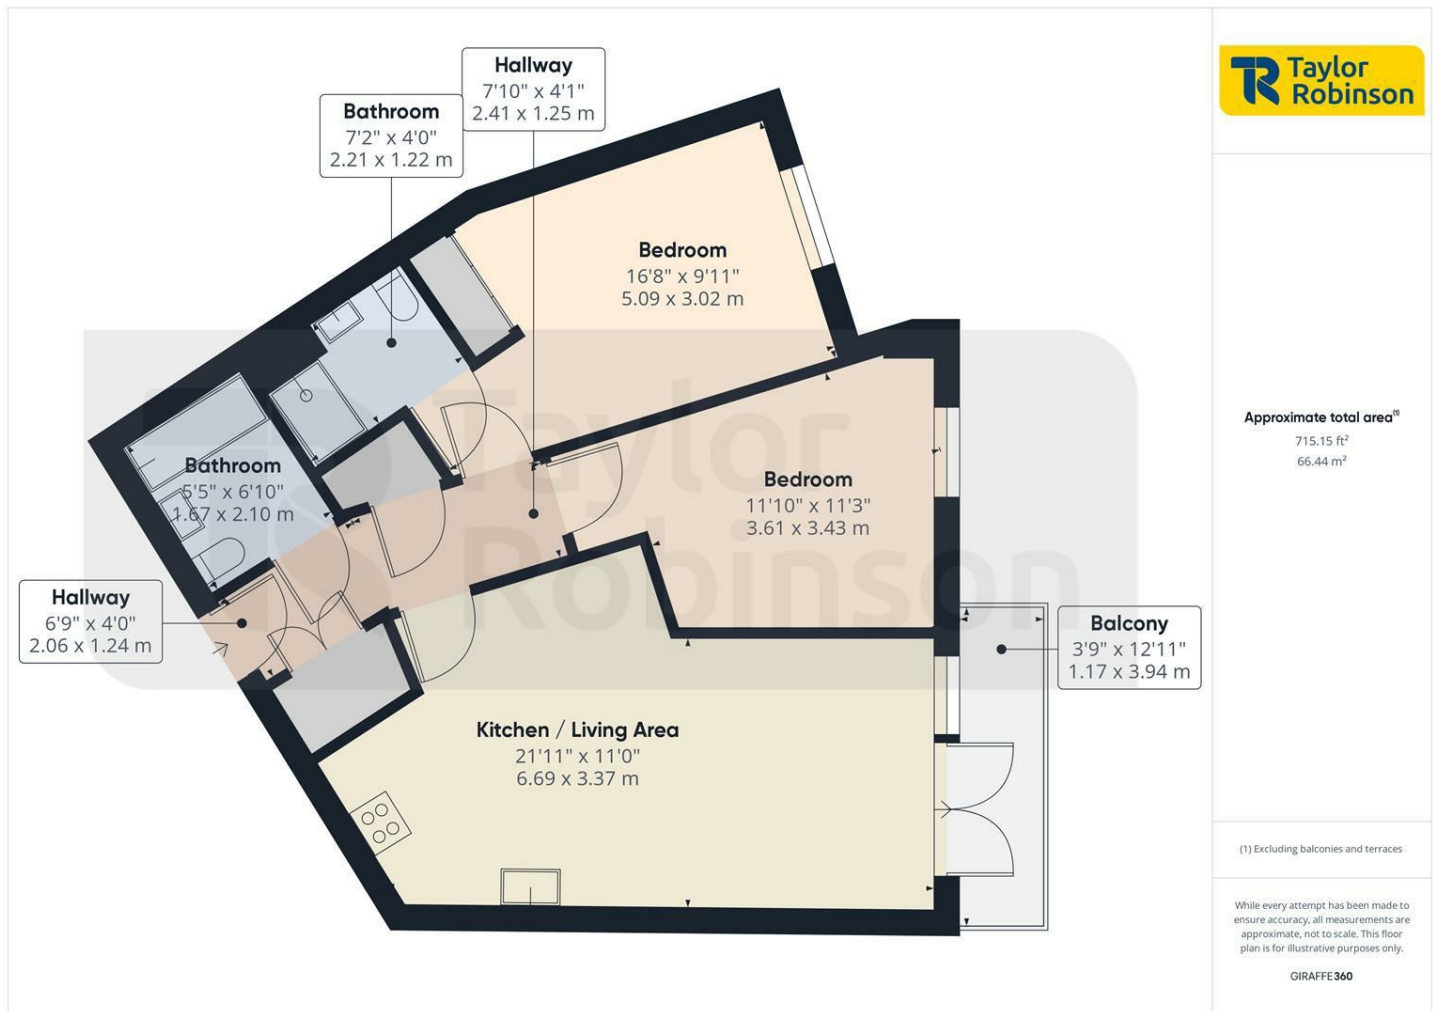 Hallway
7'10" x 4'1"
2.41 x 1.25 m
Bathroom
7'2" x 4'0"
2.21 x 1.22 m
Taylor
Robinson
Bedroom
16'8" x 9'11"
5.09 x 3.02 m
Taylor
Robinson
Bathroom
5'5" x 6'10"
1.67 x 2.10 m
Bedroom
11'10" x 11'3"
3.61 x 3.43 m
Hallway
6'9" x 4'0"
2.06 x 1.24 m
Balcony
3'9" x 12'11"
1.17 x 3.94 m
Kitchen / Living Area
21'11" x 11'0"
6.69 x 3.37 m
Approximate total area⁽¹⁾
715.15 ft²
66.44 m²
(1) Excluding balconies and terraces
While every attempt has been made to
ensure accuracy, all measurements are
approximate, not to scale. This floor
plan is for illustrative purposes only.
GIRAFFE360